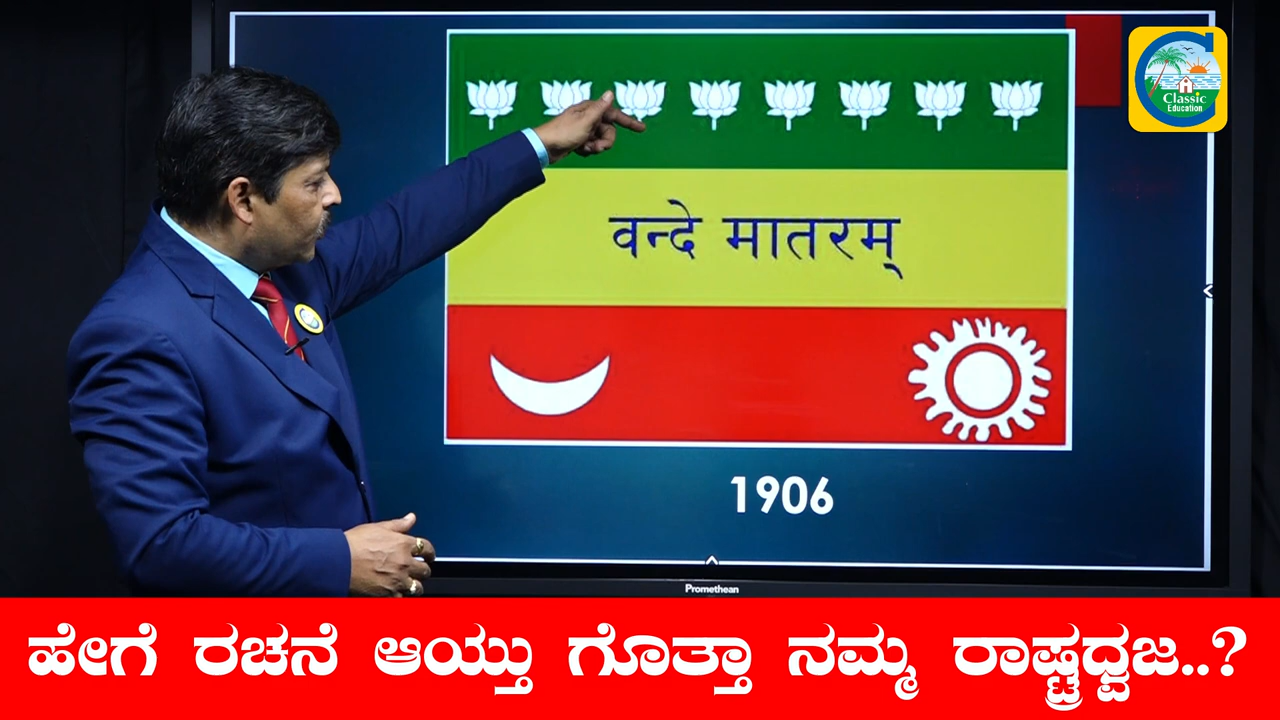 Classic
Education
वन्दे मातरम्
1906
Promethean
ಹೇಗೆ ರಚನೆ ಆಯ್ತು ಗೊತ್ತಾ ನಮ್ಮ ರಾಷ್ಟ್ರಧ್ವಜ..?